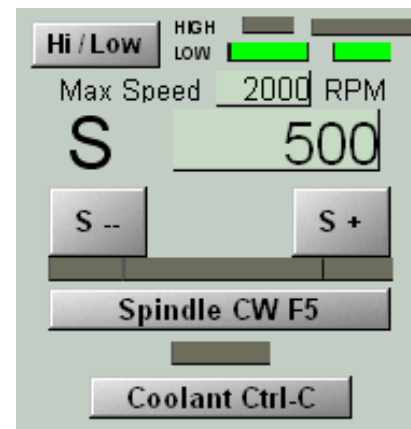 HIGH
Hi / Low LOW
Max Speed 2000 RPM
S 500
S -- S +
Spindle CW F5
Coolant Ctrl-C